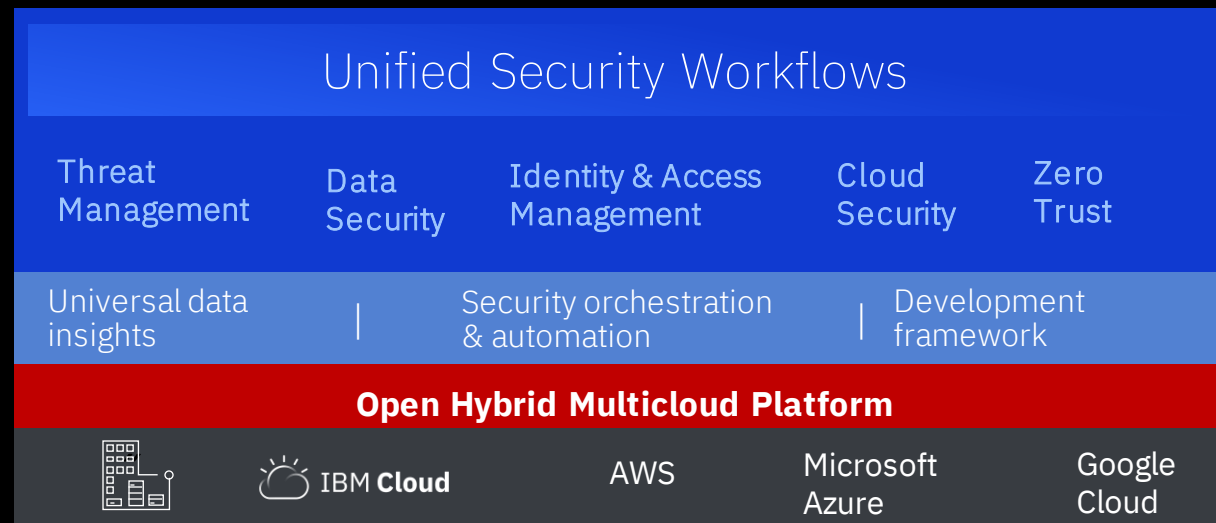 Unified Security Workflows
Threat
Management
Data
Security
Identity & Access
Management
Cloud
Security
Zero
Trust
Universal data
insights
|
Security orchestration
& automation
|
Development
framework
Open Hybrid Multicloud Platform
IBM Cloud
AWS
Microsoft
Azure
Google
Cloud